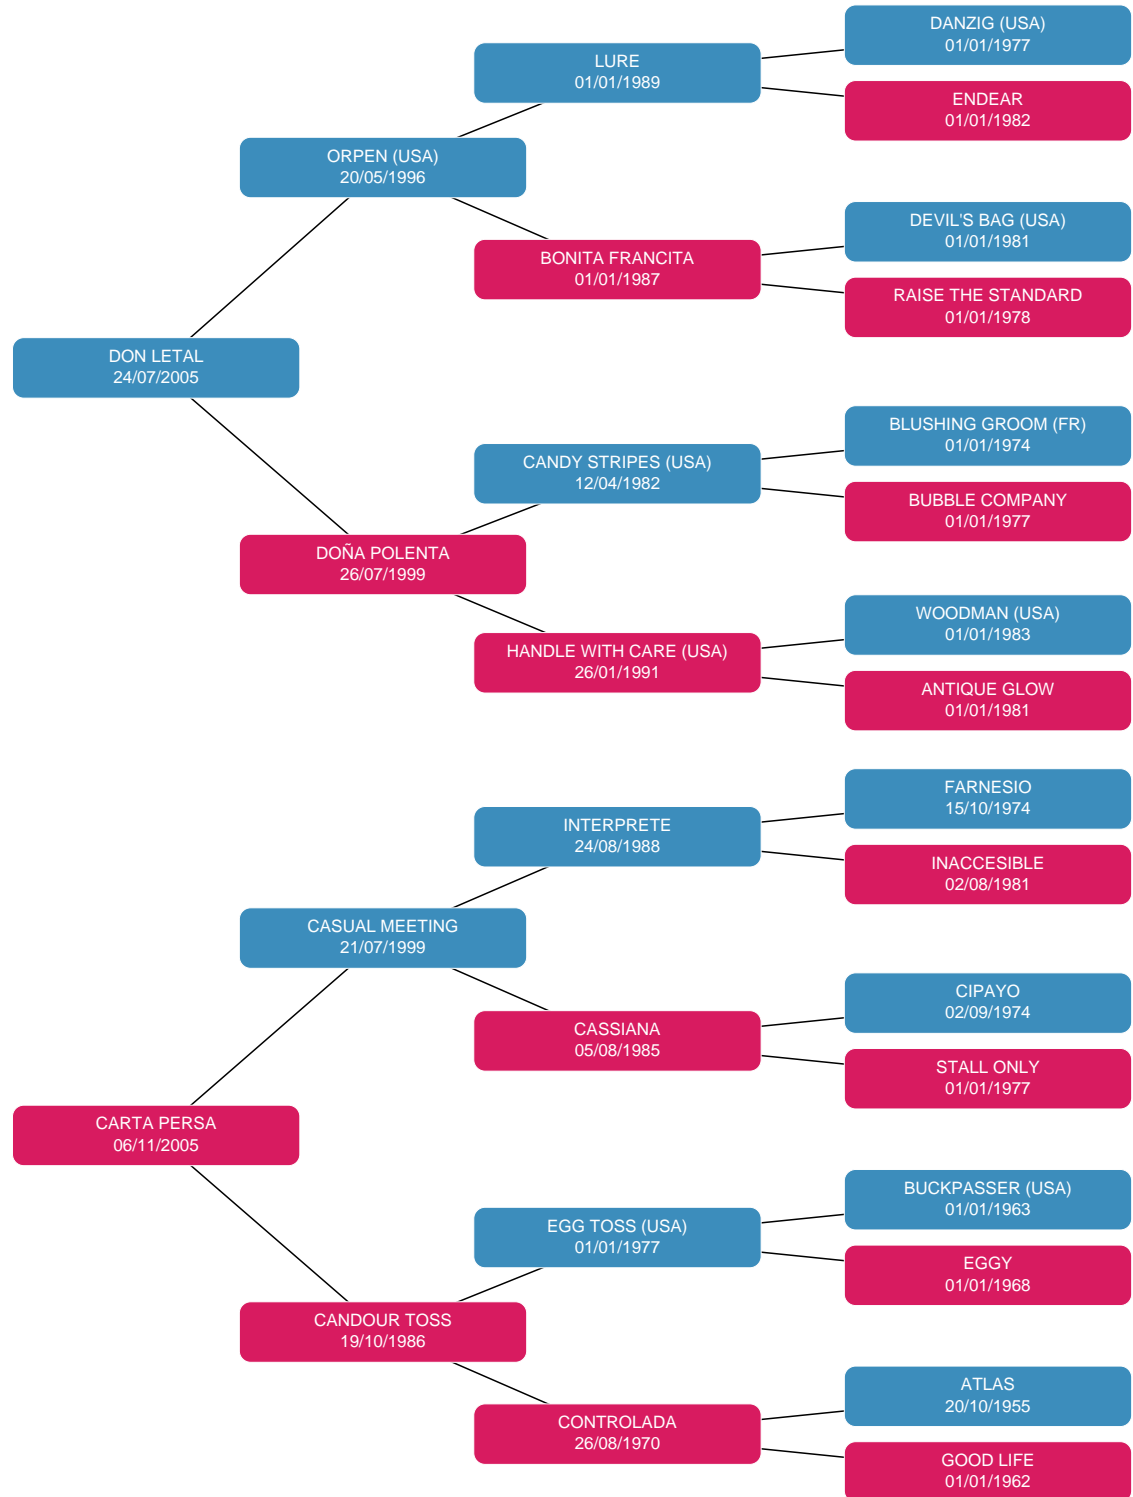 DANZIG (USA)
01/01/1977
LURE
01/01/1989
ENDEAR
01/01/1982
ORPEN (USA)
20/05/1996
DEVIL'S BAG (USA)
01/01/1981
BONITA FRANCITA
01/01/1987
RAISE THE STANDARD
01/01/1978
DON LETAL
24/07/2005
BLUSHING GROOM (FR)
01/01/1974
CANDY STRIPES (USA)
12/04/1982
BUBBLE COMPANY
01/01/1977
DOÑA POLENTA
26/07/1999
WOODMAN (USA)
01/01/1983
HANDLE WITH CARE (USA)
26/01/1991
ANTIQUE GLOW
01/01/1981
FARNESIO
15/10/1974
INTERPRETE
24/08/1988
INACCESIBLE
02/08/1981
CASUAL MEETING
21/07/1999
CIPAYO
02/09/1974
CASSIANA
05/08/1985
STALL ONLY
01/01/1977
CARTA PERSA
06/11/2005
BUCKPASSER (USA)
01/01/1963
EGG TOSS (USA)
01/01/1977
EGGY
01/01/1968
CANDOUR TOSS
19/10/1986
ATLAS
20/10/1955
CONTROLADA
26/08/1970
GOOD LIFE
01/01/1962